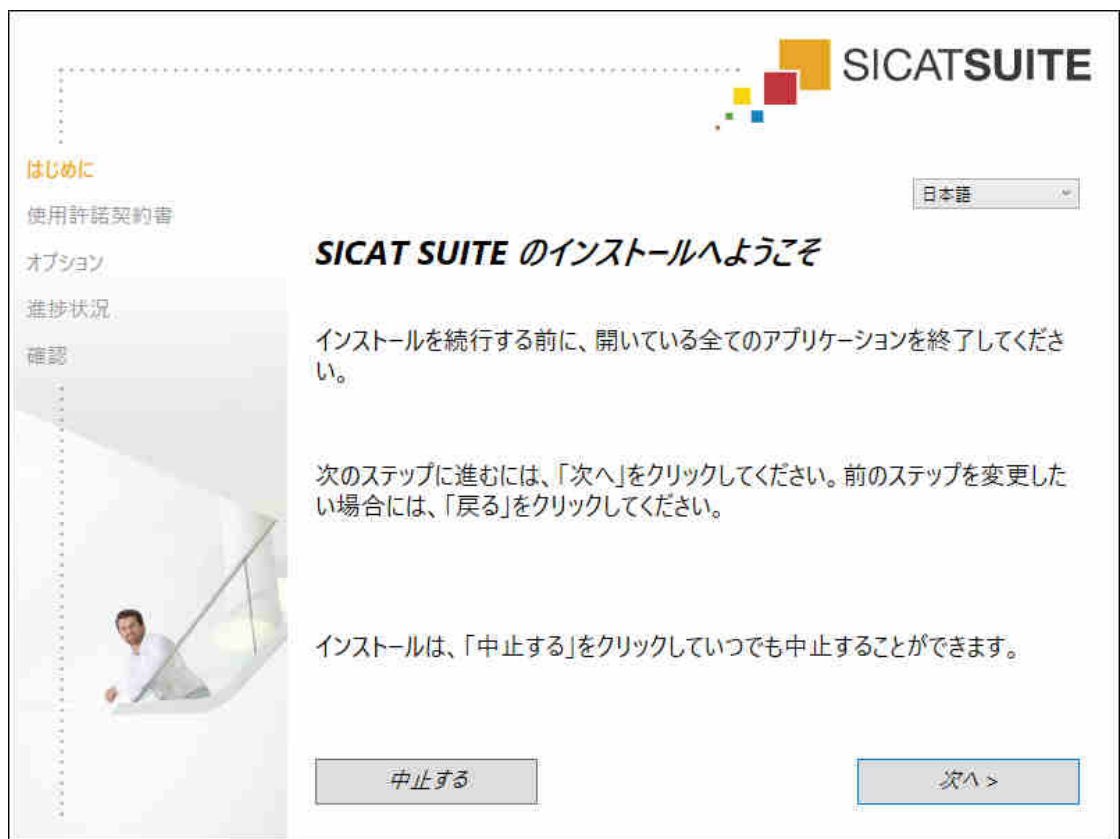 SICATSUITE
はじめに
使用許諾契約書
オプション
進捗状況
確認
日本語
SICAT SUITE のインストールへようこそ
インストールを続行する前に、開いている全てのアプリケーションを終了してくださ
い。
次のステップに進むには、「次へ」をクリックしてください。前のステップを変更した
い場合には、「戻る」をクリックしてください。
インストールは、「中止する」をクリックしていつでも中止することができます。
中止する
次へ >